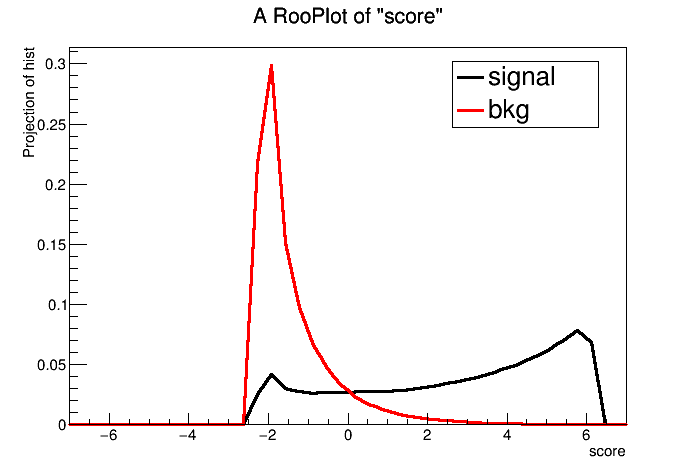 A RooPlot of "score"
Projection of hist
0.3
0.25
0.2
0.15
0.1
0.05
0
signal
bkg
−6 −4 −2 0 2 4 6
score